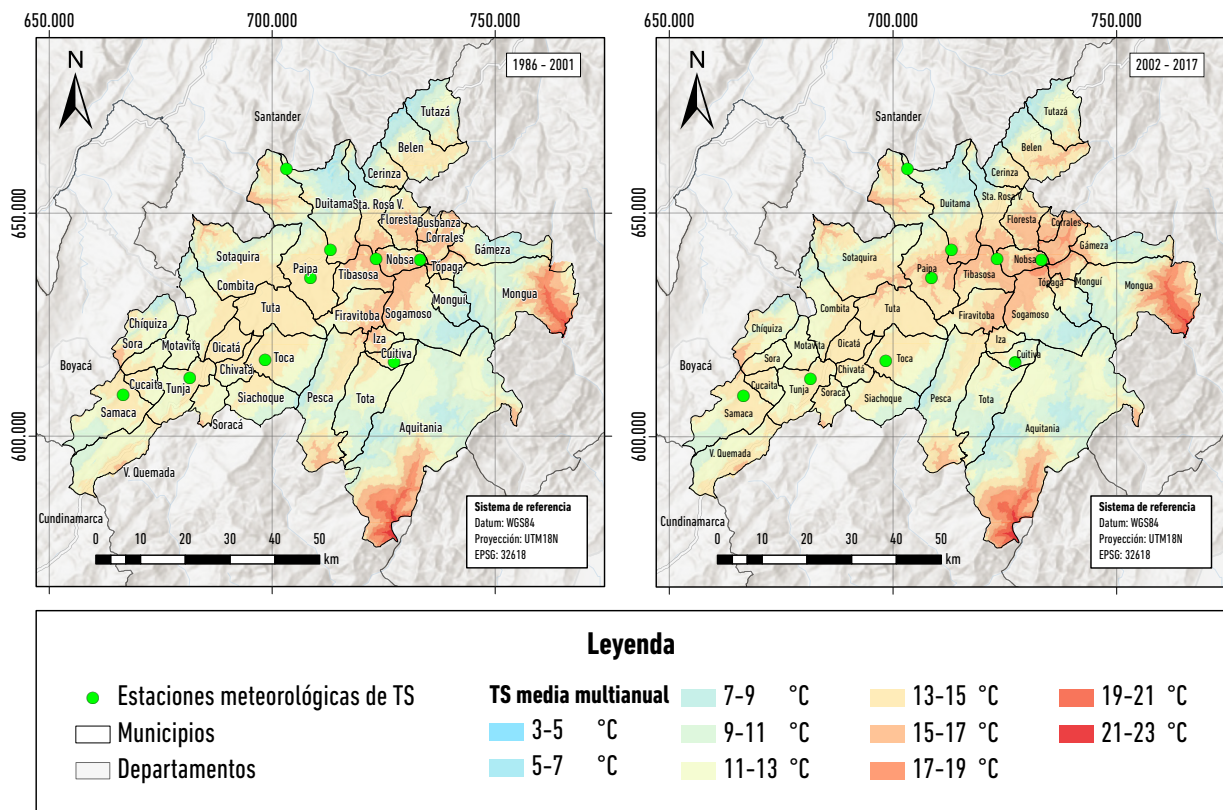 650.000
700.000
750.000
650.000
700.000
750.000
N
1986 - 2001
Santander
Tutazá
Belen
Cerinza
Duitama
Sta. Rosa V.
Floresta
Busbanza
Corrales
Sotaquira
Paipa
Tibasosa
Nobsa
Gámeza
Tópaga
Combita
Tuta
Firavitoba
Sogamoso
Monguí
Mongua
Chíquiza
Sora
Motavita
Oicatá
Toca
Iza
Cuitiva
Boyacá
Cucaita
Tunja
Chivatá
Samaca
Siachoque
Pesca
Tota
Soracá
Aquitania
V. Quemada
Cundinamarca
650.000
600.000
0
10
20
30
40
50
km
Sistema de referencia
Datum: WGS84
Proyección: UTM18N
EPSG: 32618
N
2002 - 2017
Santander
Tutazá
Belen
Cerinza
Duitama
Sta. Rosa V.
Floresta
Corrales
Sotaquira
Paipa
Tibasosa
Nobsa
Gámeza
Tópaga
Monguí
Mongua
Combita
Tuta
Firavitoba
Sogamoso
Chíquiza
Sora
Motavita
Oicatá
Toca
Iza
Cuitiva
Boyacá
Cucaita
Tunja
Chivatá
Soracá
Samaca
Siachoque
Pesca
Tota
Aquitania
V. Quemada
Cundinamarca
650.000
600.000
0
10
20
30
40
50
km
Sistema de referencia
Datum: WGS84
Proyección: UTM18N
EPSG: 32618
Leyenda
Estaciones meteorológicas de TS
Municipios
Departamentos
TS media multianual
3-5 °C
5-7 °C
7-9 °C
9-11 °C
11-13 °C
13-15 °C
15-17 °C
17-19 °C
19-21 °C
21-23 °C